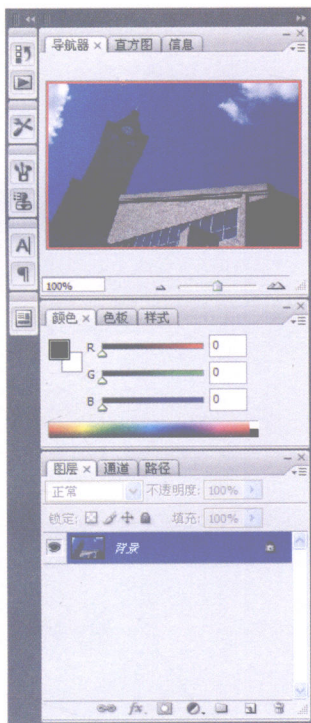 导航器 × 直方图 信息
100%
颜色 × 色板 样式
R 0
G 0
B 0
图层 × 通道 路径
正常 不透明度: 100%
锁定: 填充: 100%
背景